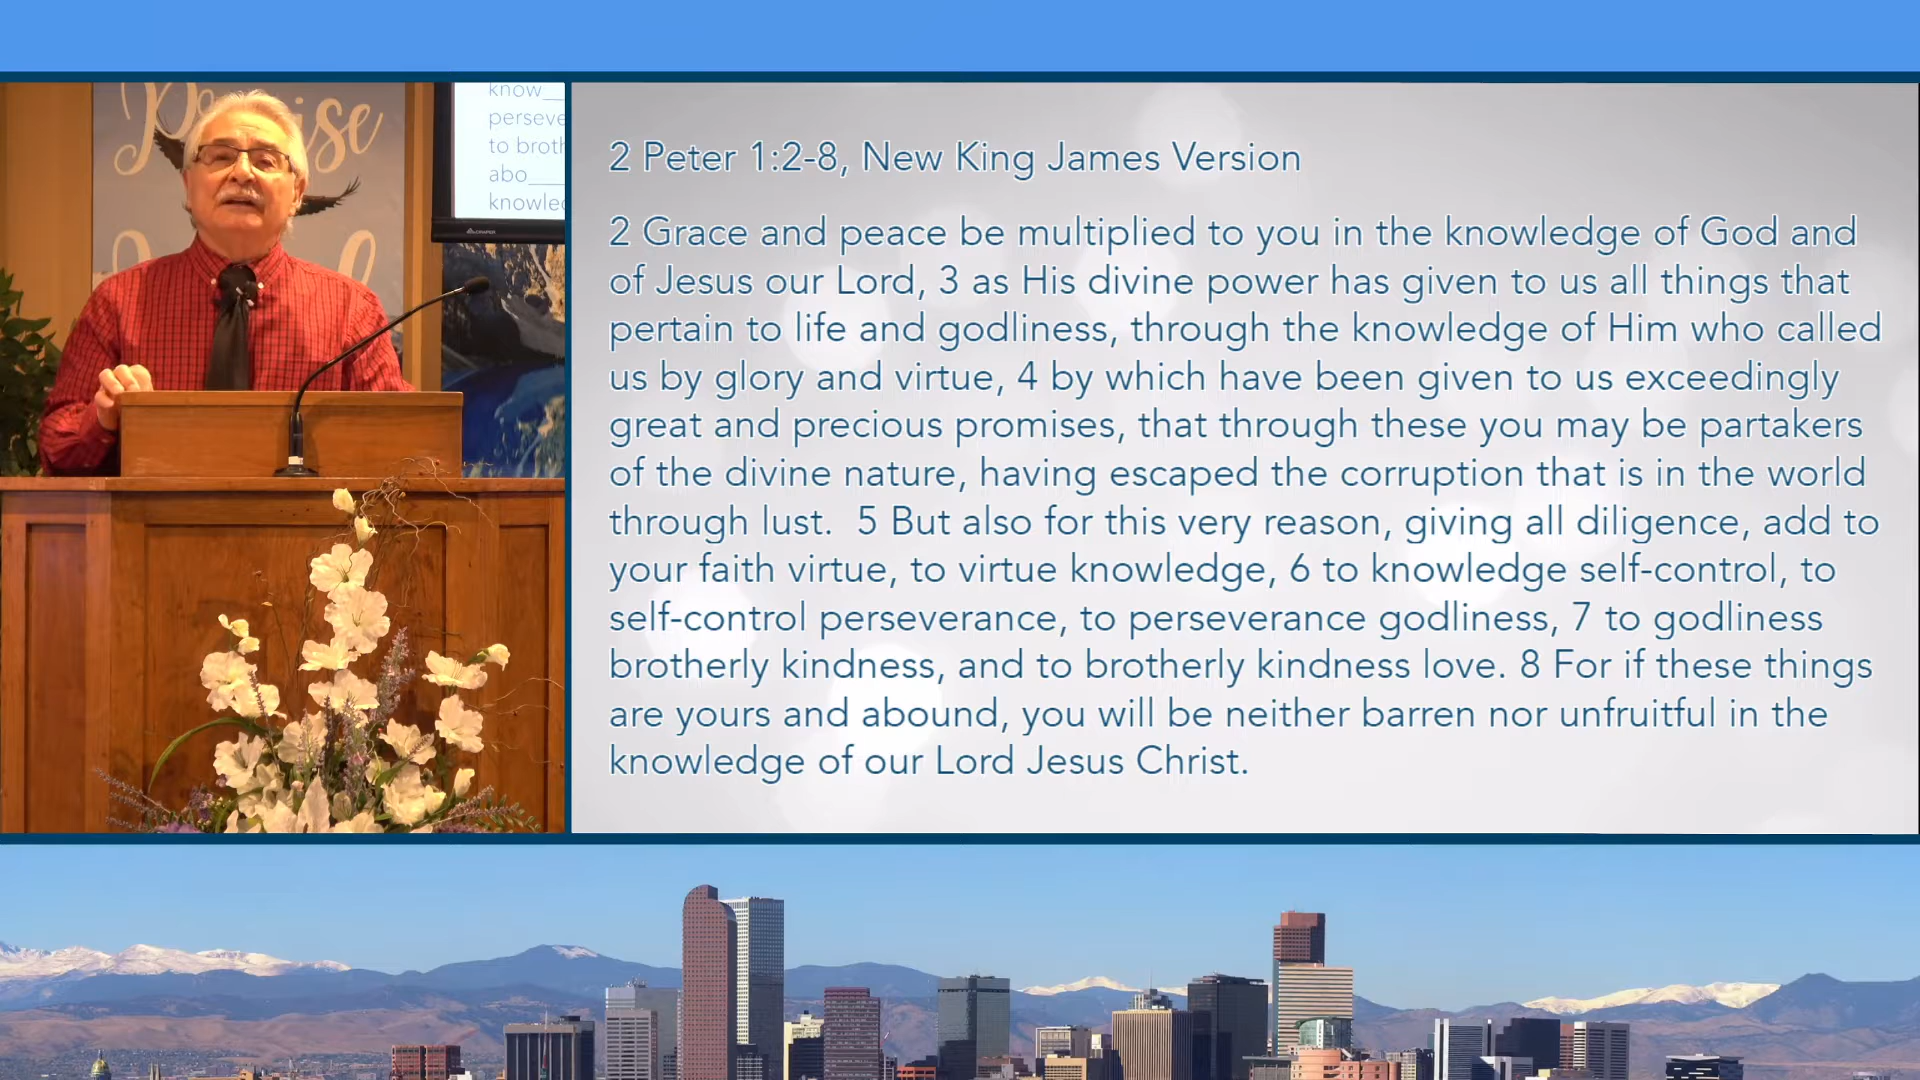 know__
to
abo__
DRAPER
2 Peter 1:2-8, New King James Version
2 Grace and peace be multiplied to you in the knowledge of God and
of Jesus our Lord, 3 as His divine power has given to us all things that
pertain to life and godliness, through the knowledge of Him who called
us by glory and virtue, 4 by which have been given to us exceedingly
great and precious promises, that through these you may be partakers
of the divine nature, having escaped the corruption that is in the world
through lust. 5 But also for this very reason, giving all diligence, add to
your faith virtue, to virtue knowledge, 6 to knowledge self-control, to
self-control perseverance, to perseverance godliness, 7 to godliness
brotherly kindness, and to brotherly kindness love. 8 For if these things
are yours and abound, you will be neither barren nor unfruitful in the
knowledge of our Lord Jesus Christ.